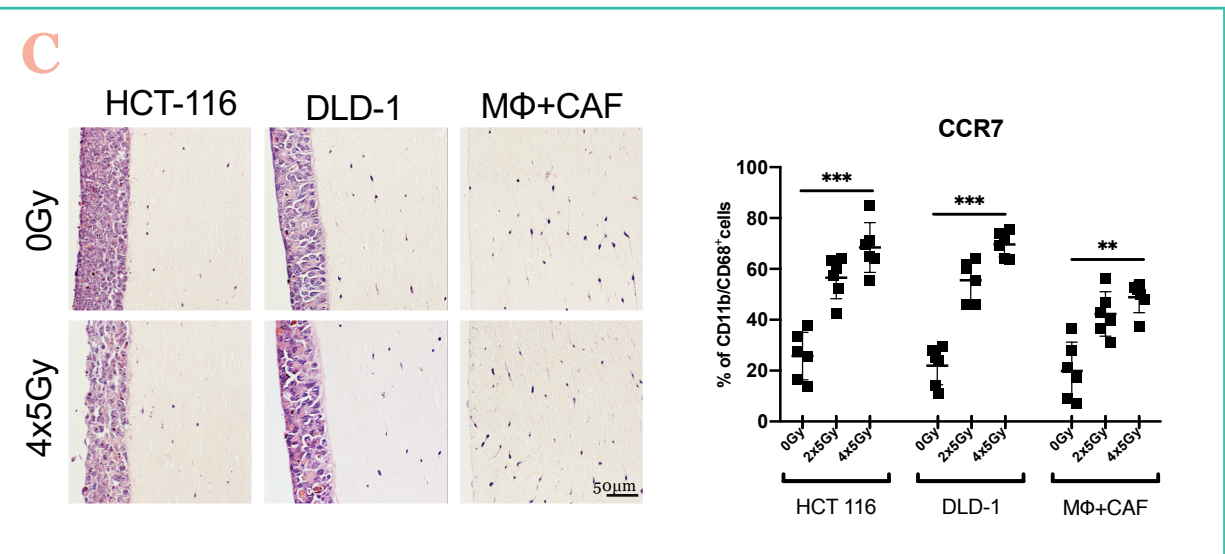 C
HCT-116 DLD-1 MΦ+CAF
0Gy
4x5Gy
50µm
CCR7
% of CD11b/CD68⁺cells
100
80
60
40
20
0
*** *** **
0Gy 2x5Gy 4x5Gy 0Gy 2x5Gy 4x5Gy 0Gy 2x5Gy 4x5Gy
HCT 116 DLD-1 MΦ+CAF